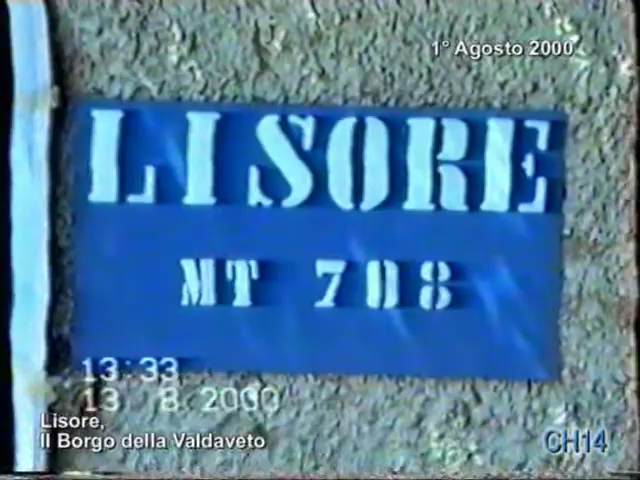 1° Agosto 2000
LISORE
MT 708
13:33
13 8.2000
Lisore,
Il Borgo della Valdaveto
CH14